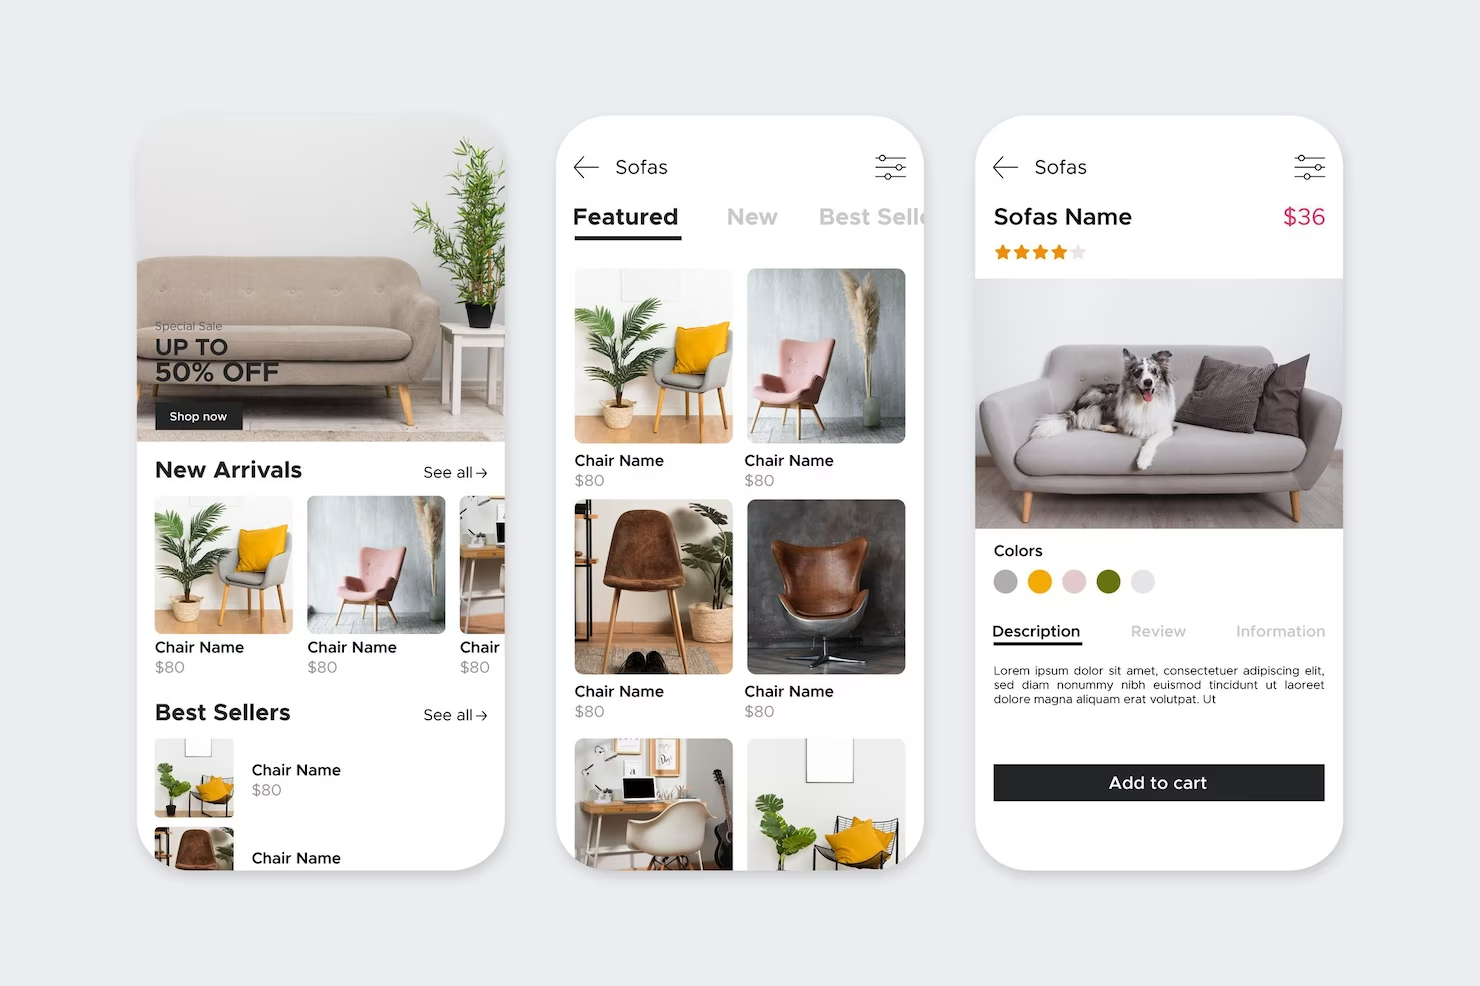 Special Sale
UP TO
50% OFF
Shop now
New Arrivals
See all→
Chair Name
$80
Chair Name
$80
Chair
$80
Best Sellers
See all→
Chair Name
$80
Chair Name
← Sofas
Featured
New
Best Selle
Chair Name
$80
Chair Name
$80
Chair Name
$80
Chair Name
$80
← Sofas
Sofas Name
$36
Colors
Description
Review
Information
Lorem ipsum dolor sit amet, consectetuer adipiscing elit,
sed diam nonummy nibh euismod tincidunt ut laoreet
dolore magna aliquam erat volutpat. Ut
Add to cart